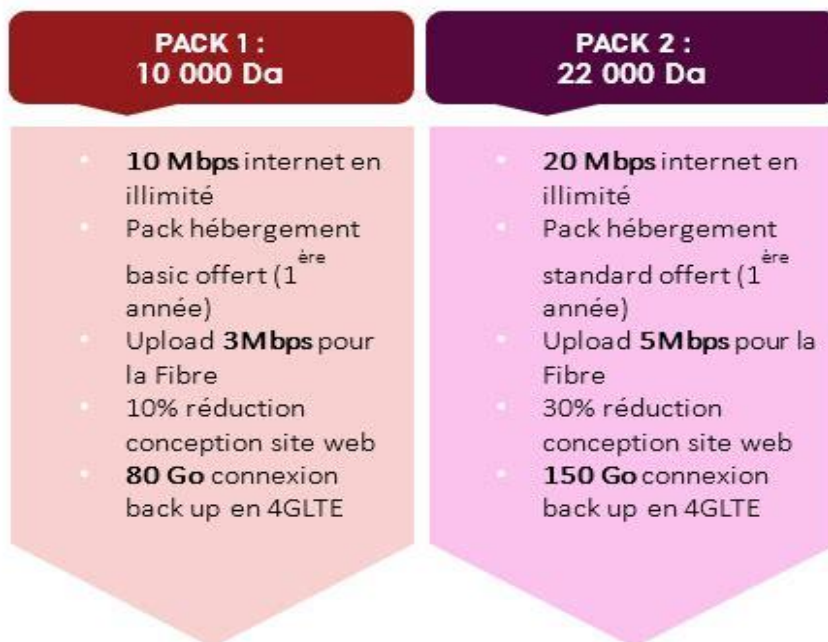 PACK 1 :
10 000 Da
10 Mbps internet en
illimité
Pack hébergement
basic offert (1ère
année)
Upload 3Mbps pour
la Fibre
10% réduction
conception site web
80 Go connexion
back up en 4GLTE
PACK 2 :
22 000 Da
20 Mbps internet en
illimité
Pack hébergement
standard offert (1ère
année)
Upload 5Mbps pour la
Fibre
30% réduction
conception site web
150 Go connexion
back up en 4GLTE